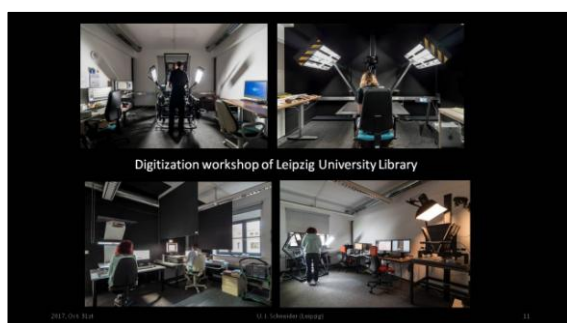 Digitization workshop of Leipzig University Library
2017, Oct. 31st
U. J. Schneider (Leipzig)
11